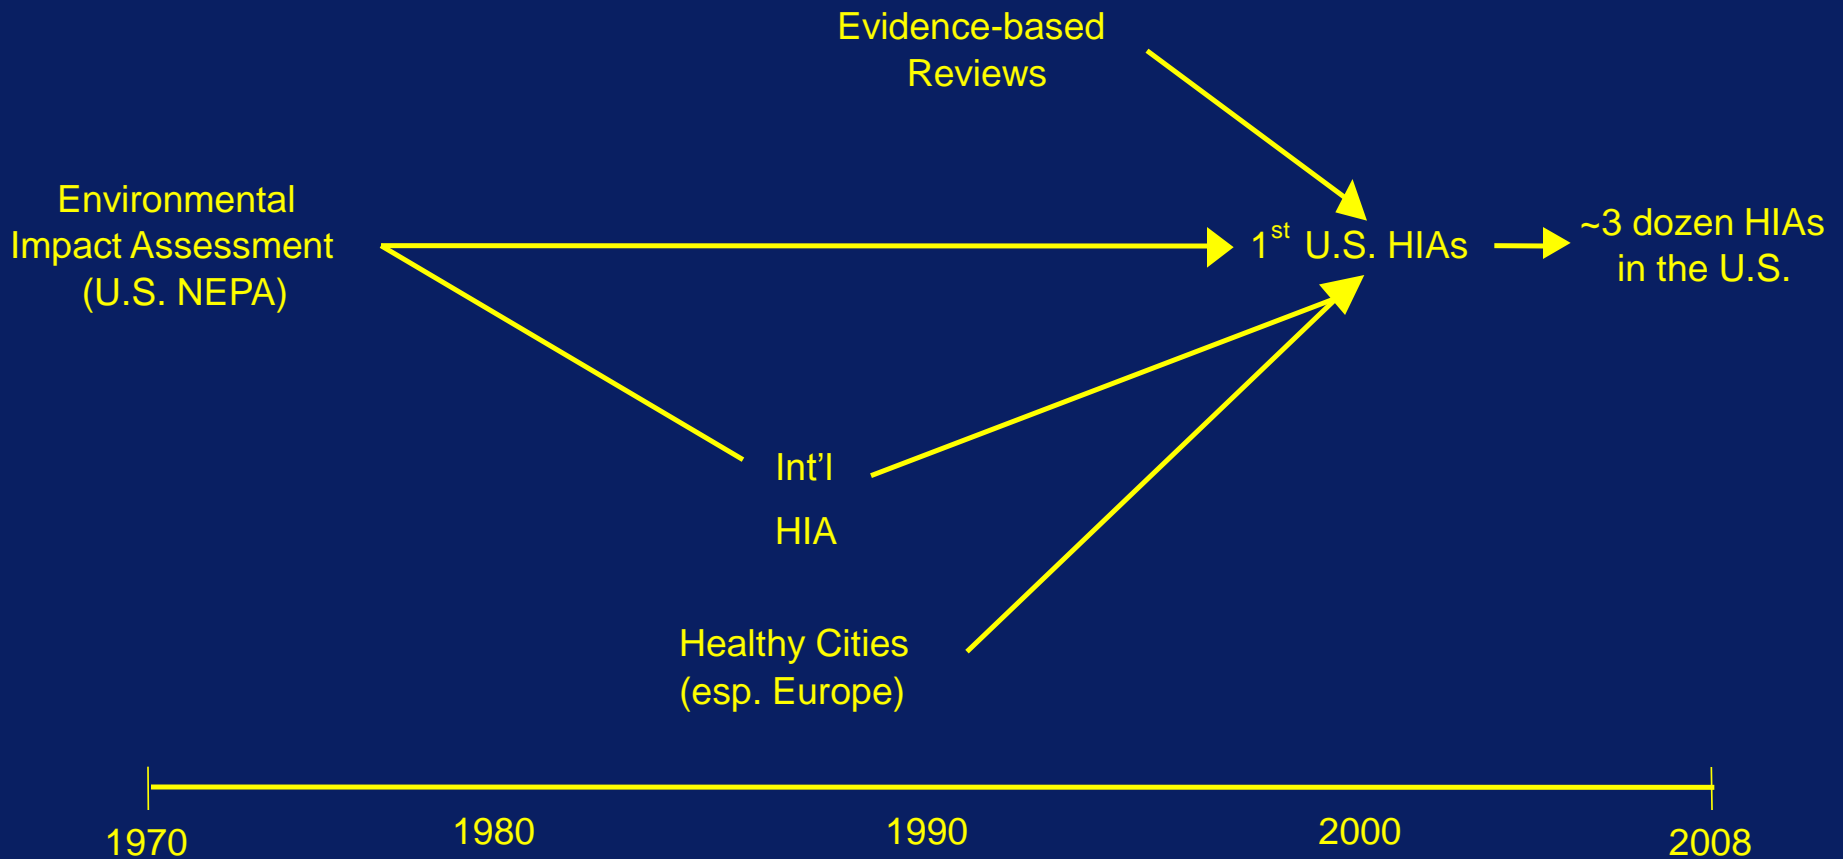 Evidence-based
Reviews
Environmental
Impact Assessment
(U.S. NEPA)
1st U.S. HIAs
~3 dozen HIAs
in the U.S.
Int’l
HIA
Healthy Cities
(esp. Europe)
1970
1980
1990
2000
2008